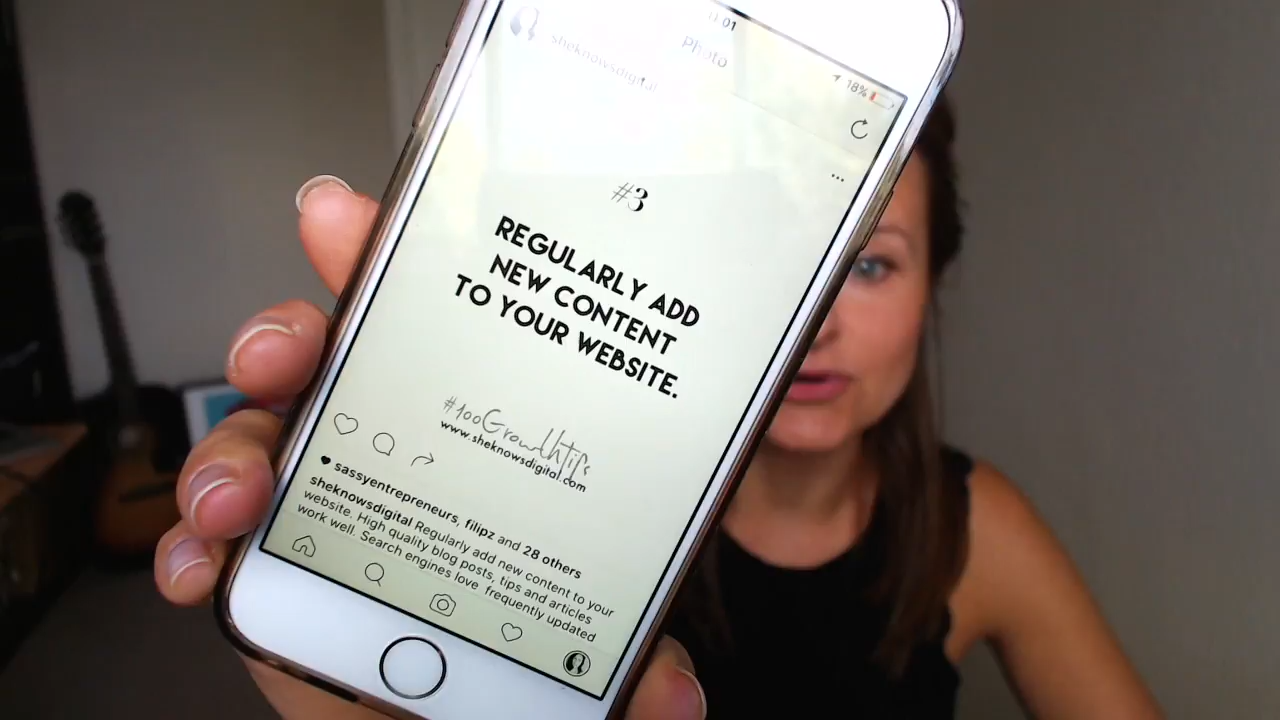 11:01
18%
Photo
sheknowsdigital
#3
REGULARLY ADD
NEW CONTENT
TO YOUR WEBSITE.
#100GrowthTips
www.sheknowsdigital.com
sassyentrepreneurs, filipz and 28 others
sheknowsdigital Regularly add new content to your
website. High quality blog posts, tips and articles
work well. Search engines love frequently updated